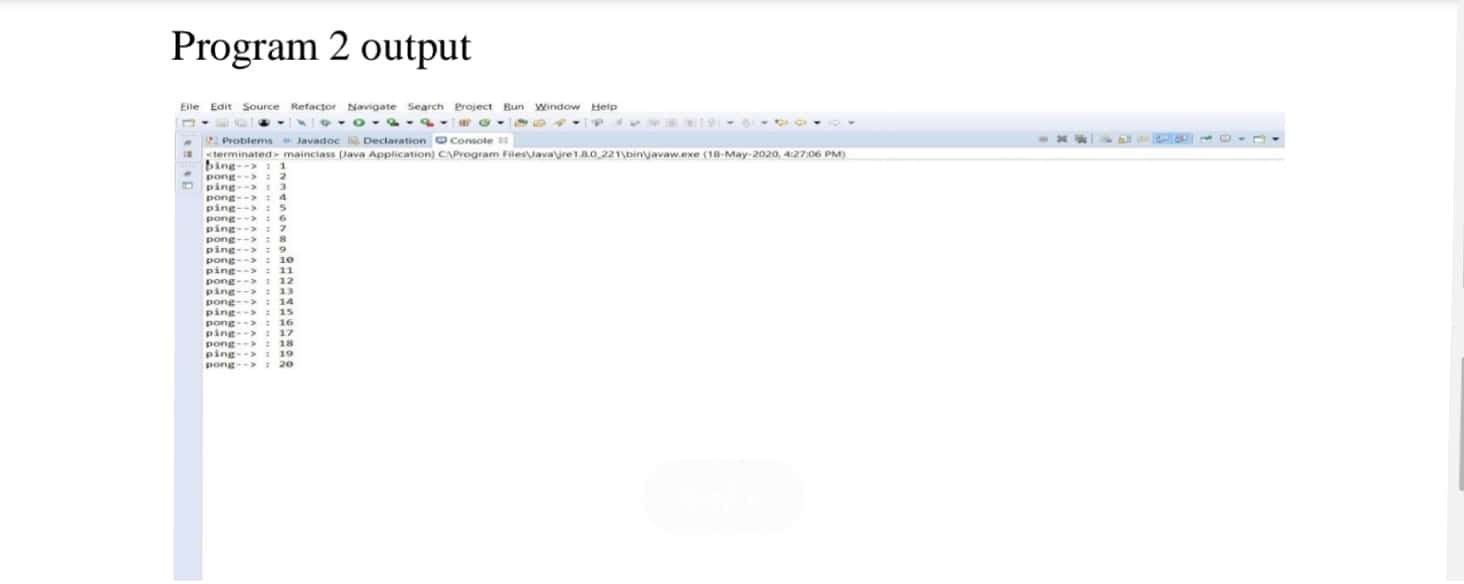 Program 2 output
File Edit Source Refactor Navigate Search Project Run Window Help
Problems Javadoc Declaration Console
<terminated> mainclass [Java Application] C:\Program Files\Java\jre1.8.0_221\bin\javaw.exe (18-May-2020, 4:27:06 PM)
ping--> : 1
pong--> : 2
ping--> : 3
pong--> : 4
ping--> : 5
pong--> : 6
ping--> : 7
pong--> : 8
ping--> : 9
pong--> : 10
ping--> : 11
pong--> : 12
ping--> : 13
pong--> : 14
ping--> : 15
pong--> : 16
ping--> : 17
pong--> : 18
ping--> : 19
pong--> : 20